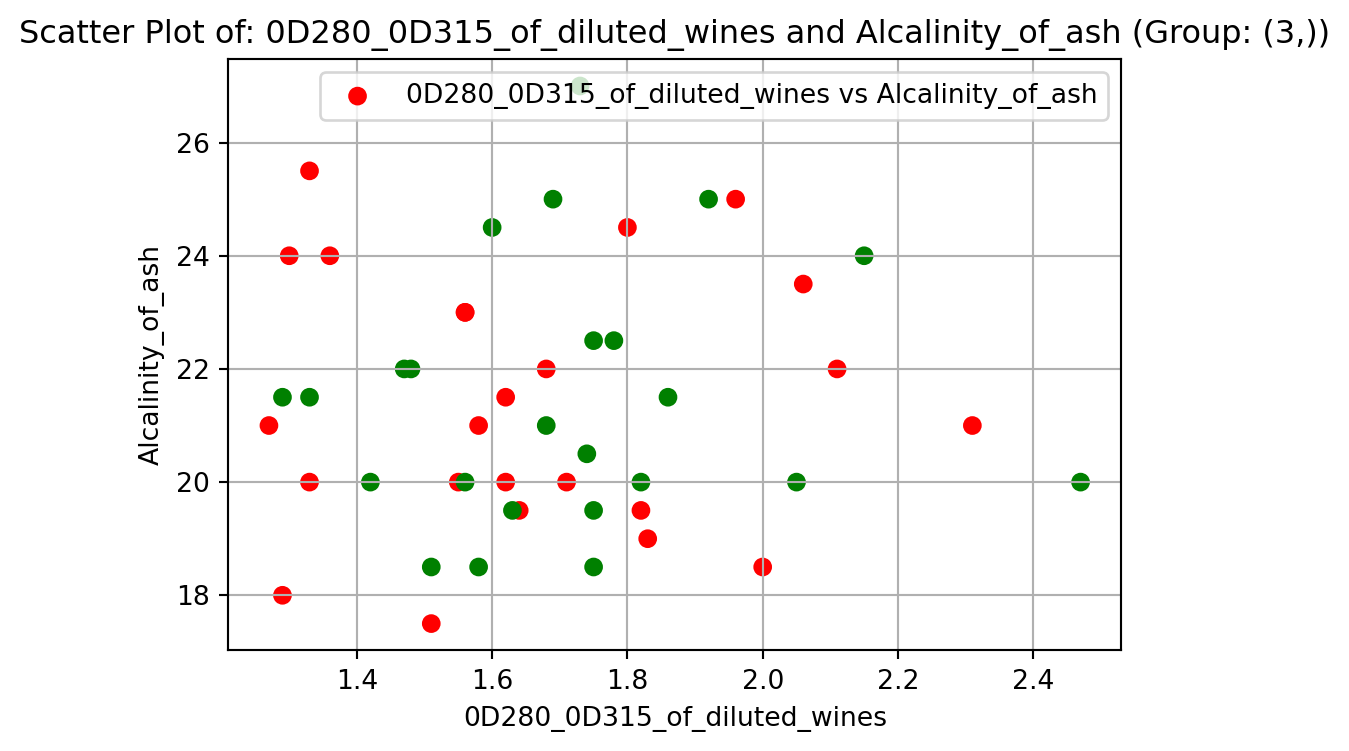 Scatter Plot of: 0D280_0D315_of_diluted_wines and Alcalinity_of_ash (Group: (3,))
0D280_0D315_of_diluted_wines vs Alcalinity_of_ash
26
24
22
20
18
Alcalinity_of_ash
1.4 1.6 1.8 2.0 2.2 2.4
0D280_0D315_of_diluted_wines